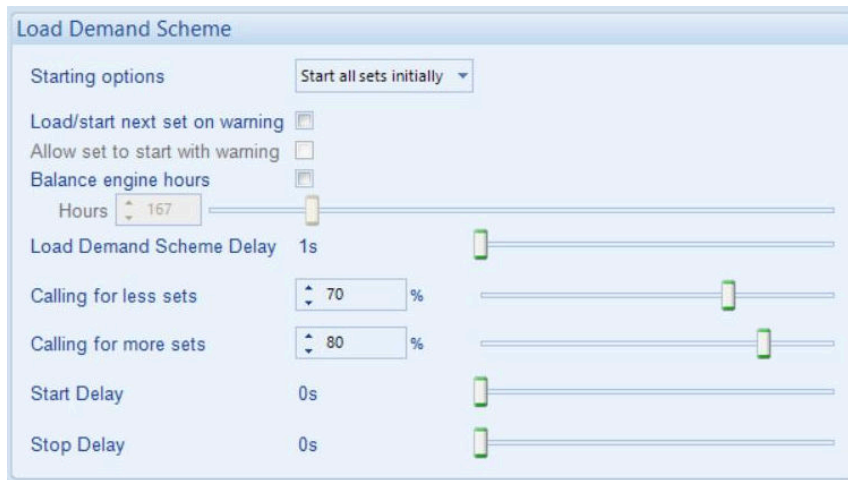 Load Demand Scheme
Starting options Start all sets initially
Load/start next set on warning
Allow set to start with warning
Balance engine hours
Hours 167
Load Demand Scheme Delay 1s
Calling for less sets 70 %
Calling for more sets 80 %
Start Delay 0s
Stop Delay 0s